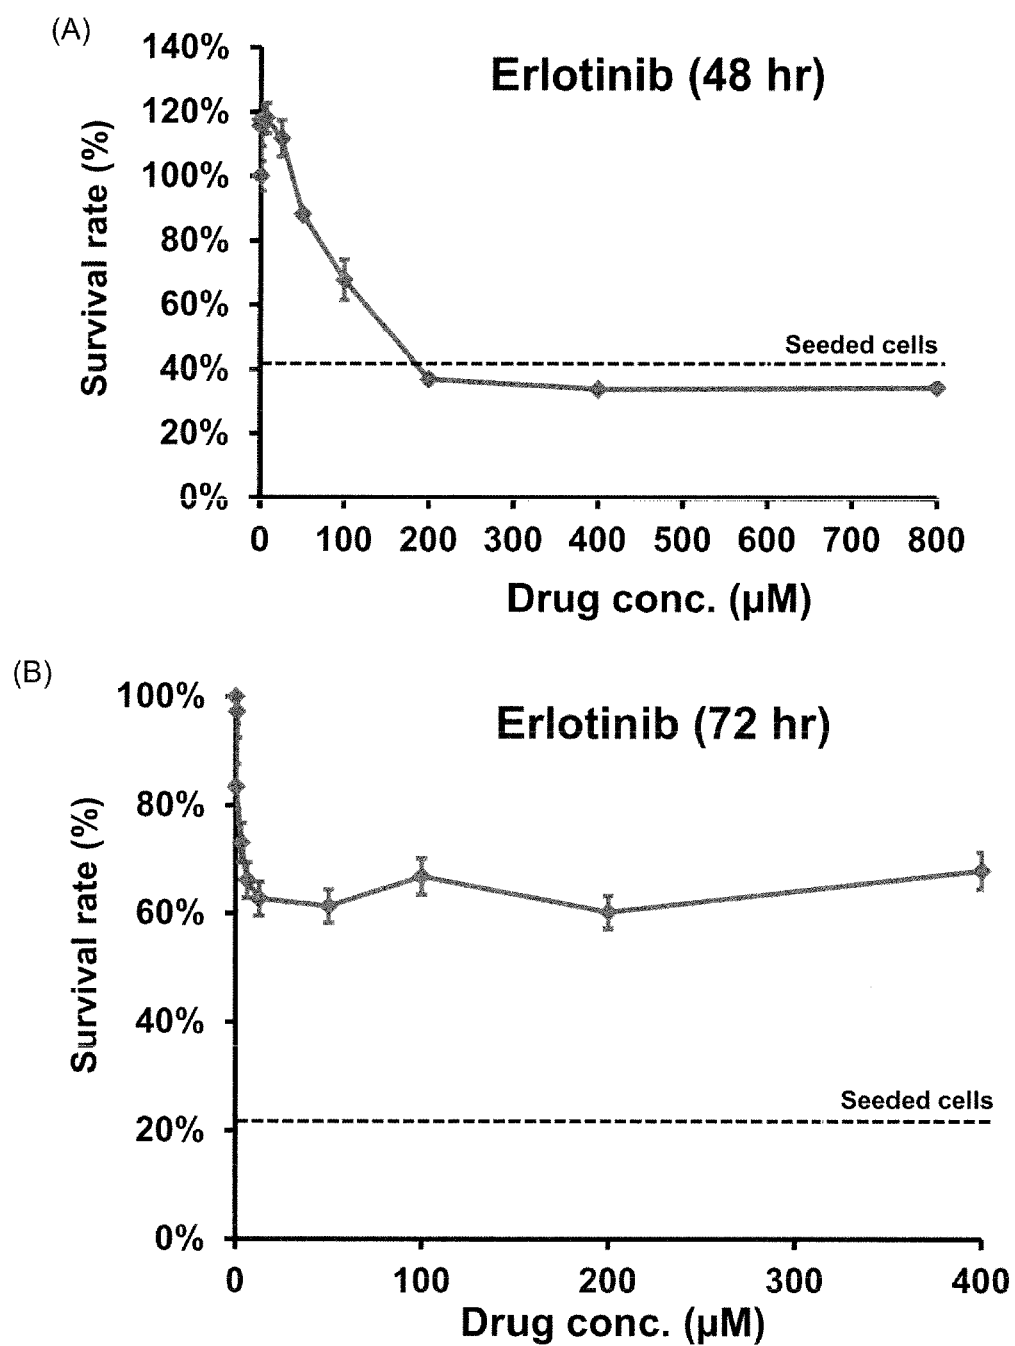 (A)
Erlotinib (48 hr)
Survival rate (%)
140%
120%
100%
80%
60%
40%
20%
0%
Seeded cells
0 100 200 300 400 500 600 700 800
Drug conc. (µM)
(B)
Erlotinib (72 hr)
Survival rate (%)
100%
80%
60%
40%
20%
0%
Seeded cells
0 100 200 300 400
Drug conc. (µM)